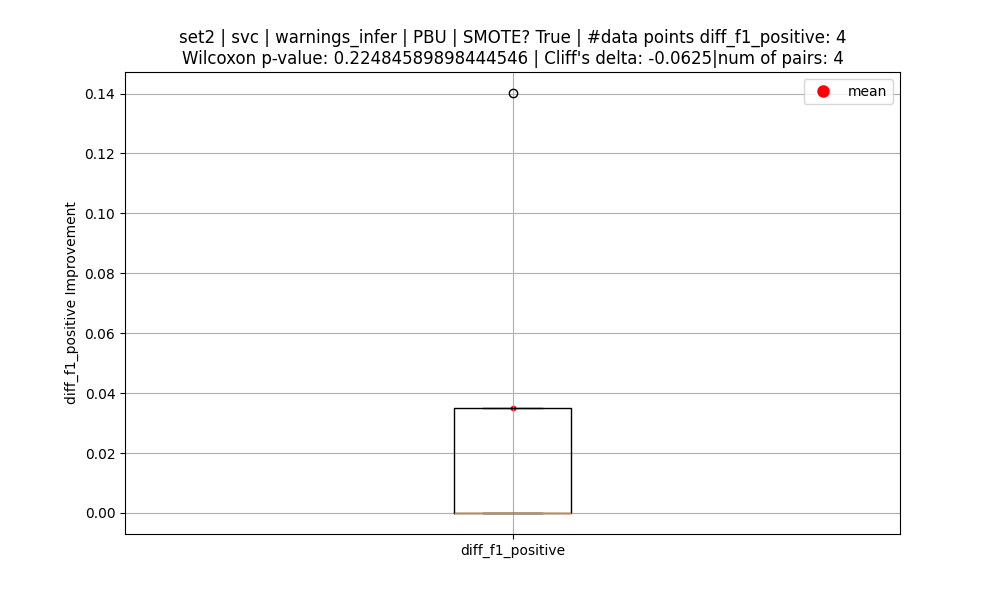 set2 | svc | warnings_infer | PBU | SMOTE? True | #data points diff_f1_positive: 4
Wilcoxon p-value: 0.22484589898444546 | Cliff's delta: -0.0625|num of pairs: 4
mean
0.14
0.12
0.10
0.08
0.06
0.04
0.02
0.00
diff_f1_positive Improvement
diff_f1_positive